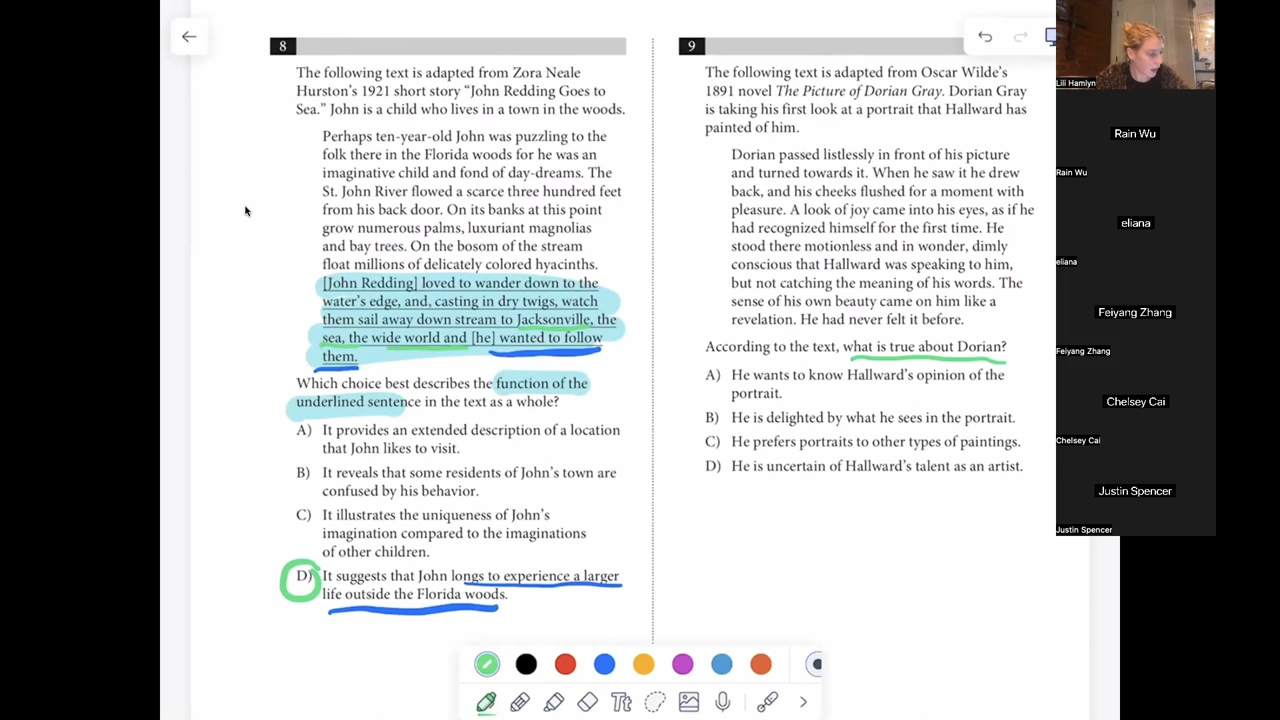 8
The following text is adapted from Zora Neale
Hurston's 1921 short story "John Redding Goes to
Sea." John is a child who lives in a town in the woods.
Perhaps ten-year-old John was puzzling to the
folk there in the Florida woods for he was an
imaginative child and fond of day-dreams. The
St. John River flowed a scarce three hundred feet
from his back door. On its banks at this point
grow numerous palms, luxuriant magnolias
and bay trees. On the bosom of the stream
float millions of delicately colored hyacinths.
[John Redding] loved to wander down to the
water's edge, and, casting in dry twigs, watch
them sail away down stream to Jacksonville, the
sea, the wide world and [he] wanted to follow
them.
Which choice best describes the function of the
underlined sentence in the text as a whole?
A) It provides an extended description of a location
that John likes to visit.
B) It reveals that some residents of John's town are
confused by his behavior.
C) It illustrates the uniqueness of John's
imagination compared to the imaginations
of other children.
D) It suggests that John longs to experience a larger
life outside the Florida woods.
9
The following text is adapted from Oscar Wilde's
1891 novel The Picture of Dorian Gray. Dorian Gray
is taking his first look at a portrait that Hallward has
painted of him.
Dorian passed listlessly in front of his picture
and turned towards it. When he saw it he drew
back, and his cheeks flushed for a moment with
pleasure. A look of joy came into his eyes, as if he
had recognized himself for the first time. He
stood there motionless and in wonder, dimly
conscious that Hallward was speaking to him,
but not catching the meaning of his words. The
sense of his own beauty came on him like a
revelation. He had never felt it before.
According to the text, what is true about Dorian?
A) He wants to know Hallward's opinion of the
portrait.
B) He is delighted by what he sees in the portrait.
C) He prefers portraits to other types of paintings.
D) He is uncertain of Hallward's talent as an artist.
Tt
Lili Hamlyn
Rain Wu
Rain Wu
eliana
eliana
Feiyang Zhang
Feiyang Zhang
Chelsey Cai
Chelsey Cai
Justin Spencer
Justin Spencer